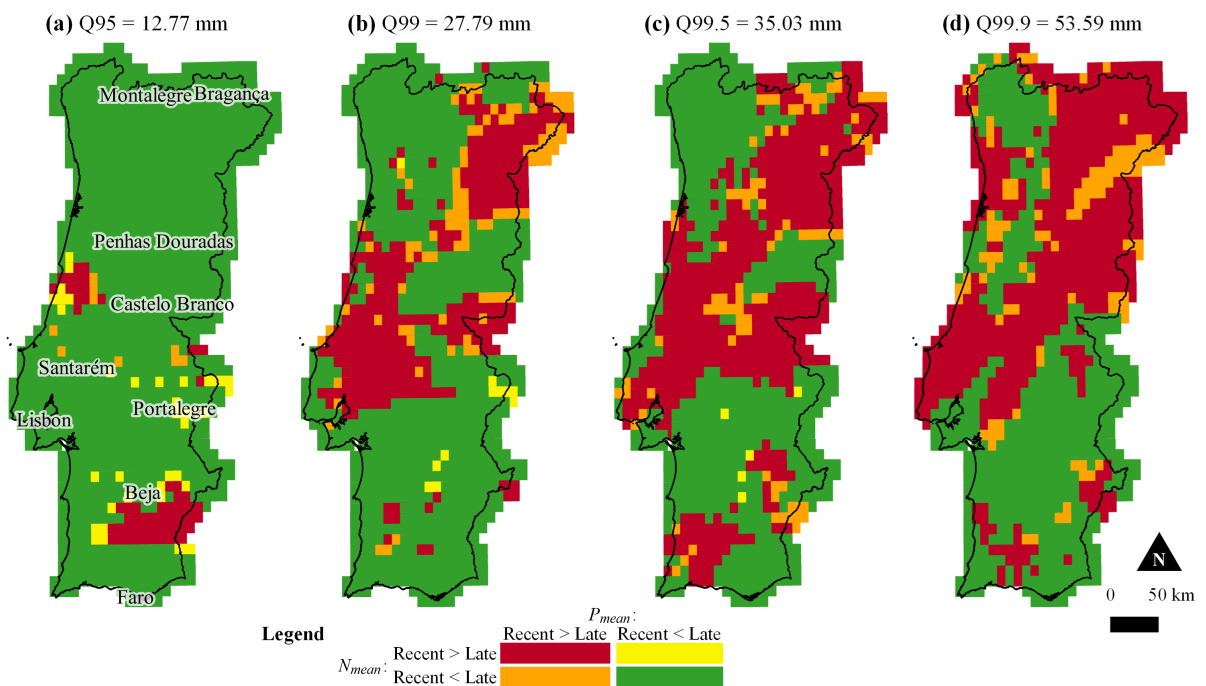 (a) Q95 = 12.77 mm
(b) Q99 = 27.79 mm
(c) Q99.5 = 35.03 mm
(d) Q99.9 = 53.59 mm
Montalegre Bragança
Penhas Douradas
Castelo Branco
Santarém
Portalegre
Lisbon
Beja
Faro
N
0 50 km
Legend
Pmean:
Recent > Late Recent < Late
Nmean:
Recent > Late
Recent < Late